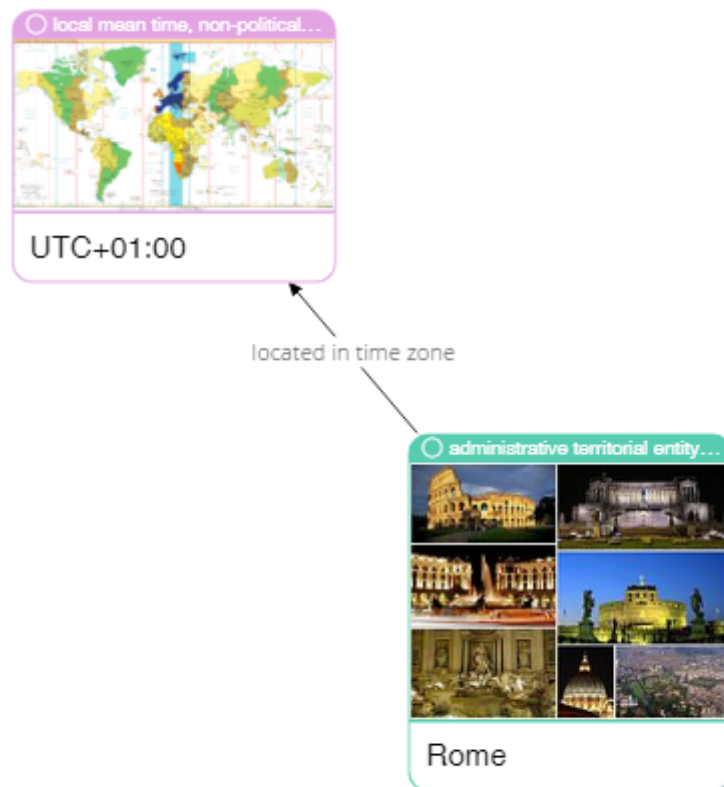 local mean time, non-political...
UTC+01:00
located in time zone
administrative territorial entity...
Rome